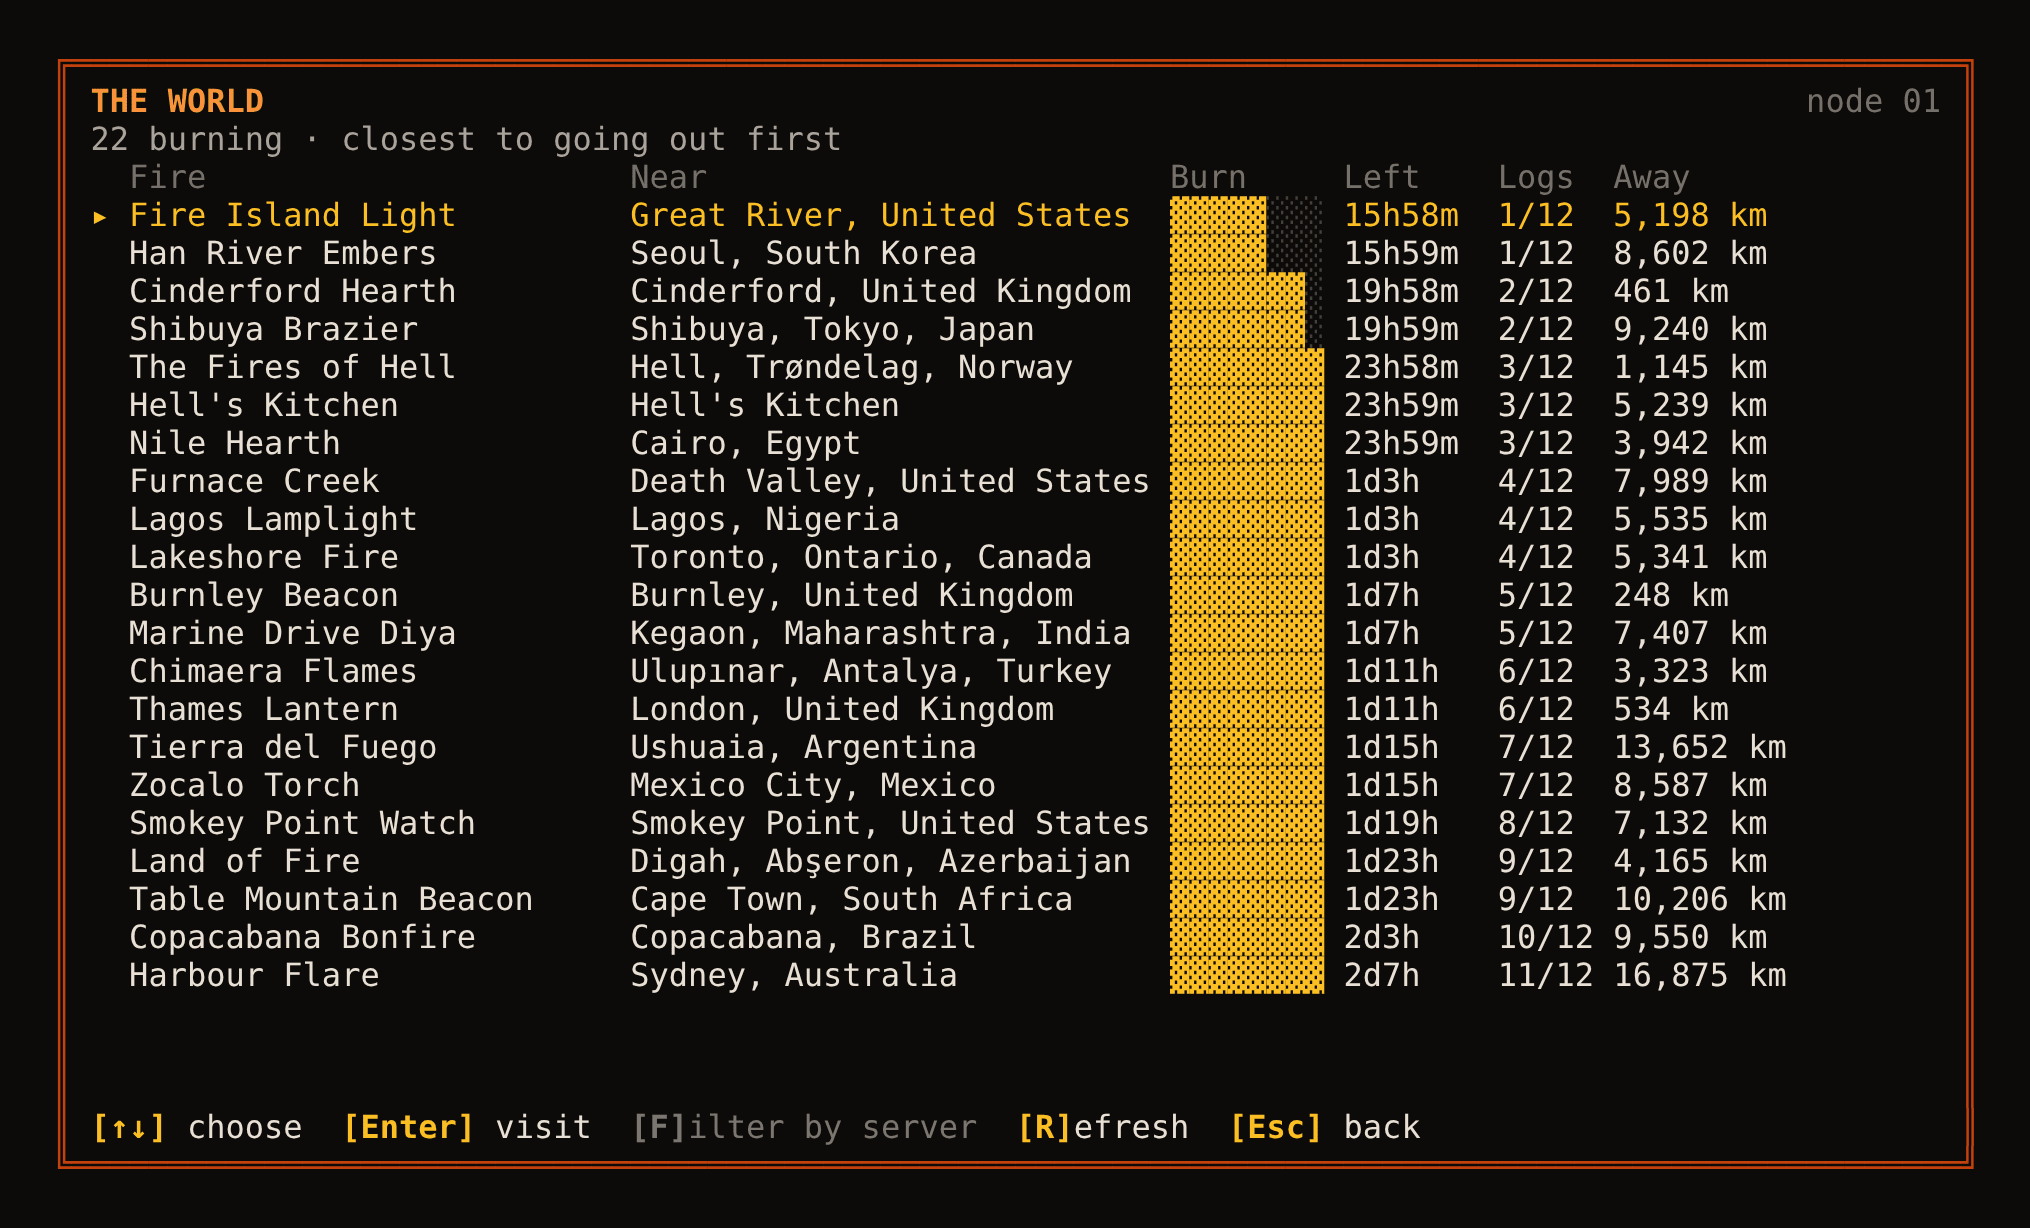 THE WORLD node 01
22 burning · closest to going out first
Fire Near Burn Left Logs Away
▸ Fire Island Light Great River, United States 15h58m 1/12 5,198 km
Han River Embers Seoul, South Korea 15h59m 1/12 8,602 km
Cinderford Hearth Cinderford, United Kingdom 19h58m 2/12 461 km
Shibuya Brazier Shibuya, Tokyo, Japan 19h59m 2/12 9,240 km
The Fires of Hell Hell, Trøndelag, Norway 23h58m 3/12 1,145 km
Hell's Kitchen Hell's Kitchen 23h59m 3/12 5,239 km
Nile Hearth Cairo, Egypt 23h59m 3/12 3,942 km
Furnace Creek Death Valley, United States 1d3h 4/12 7,989 km
Lagos Lamplight Lagos, Nigeria 1d3h 4/12 5,535 km
Lakeshore Fire Toronto, Ontario, Canada 1d3h 4/12 5,341 km
Burnley Beacon Burnley, United Kingdom 1d7h 5/12 248 km
Marine Drive Diya Kegaon, Maharashtra, India 1d7h 5/12 7,407 km
Chimaera Flames Ulupınar, Antalya, Turkey 1d11h 6/12 3,323 km
Thames Lantern London, United Kingdom 1d11h 6/12 534 km
Tierra del Fuego Ushuaia, Argentina 1d15h 7/12 13,652 km
Zocalo Torch Mexico City, Mexico 1d15h 7/12 8,587 km
Smokey Point Watch Smokey Point, United States 1d19h 8/12 7,132 km
Land of Fire Digah, Abşeron, Azerbaijan 1d23h 9/12 4,165 km
Table Mountain Beacon Cape Town, South Africa 1d23h 9/12 10,206 km
Copacabana Bonfire Copacabana, Brazil 2d3h 10/12 9,550 km
Harbour Flare Sydney, Australia 2d7h 11/12 16,875 km
[↑↓] choose [Enter] visit [F]ilter by server [R]efresh [Esc] back